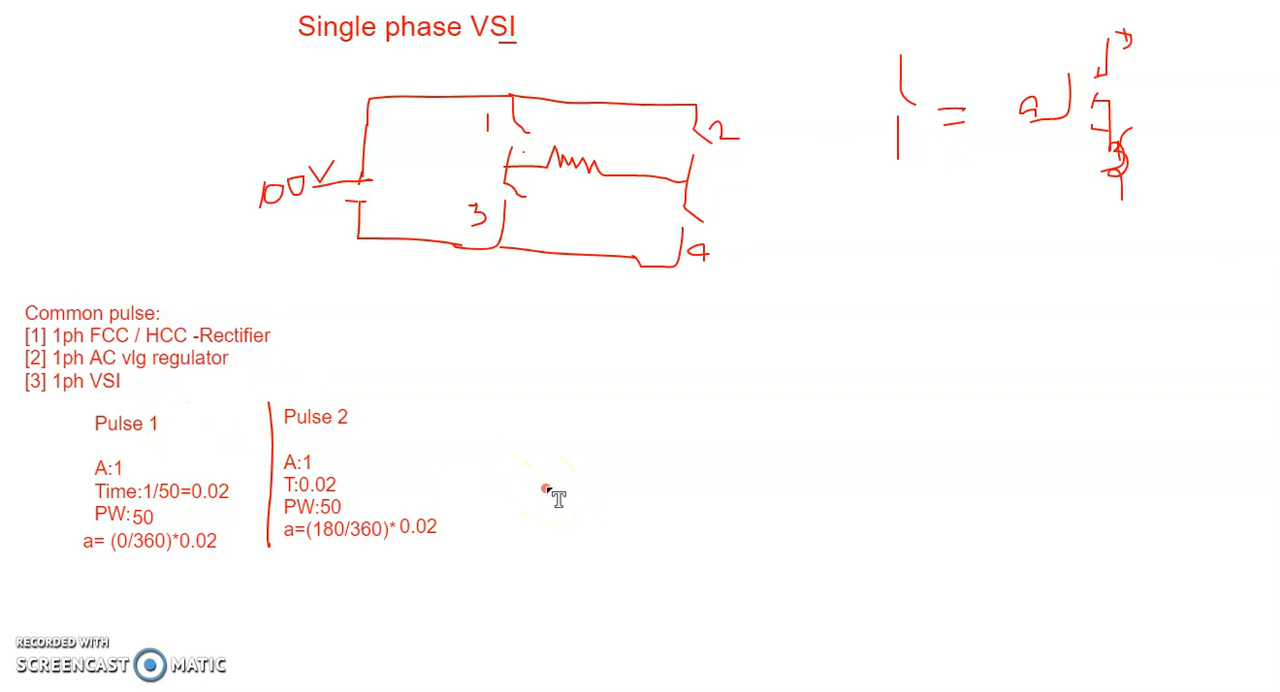 Single phase VSI
1
2
100V
3
4
=
Common pulse:
[1] 1ph FCC / HCC -Rectifier
[2] 1ph AC vlg regulator
[3] 1ph VSI
Pulse 1
A:1
Time:1/50=0.02
PW:50
a= (0/360)*0.02
Pulse 2
A:1
T:0.02
PW:50
a=(180/360)*0.02
RECORDED WITH
SCREENCAST MATIC